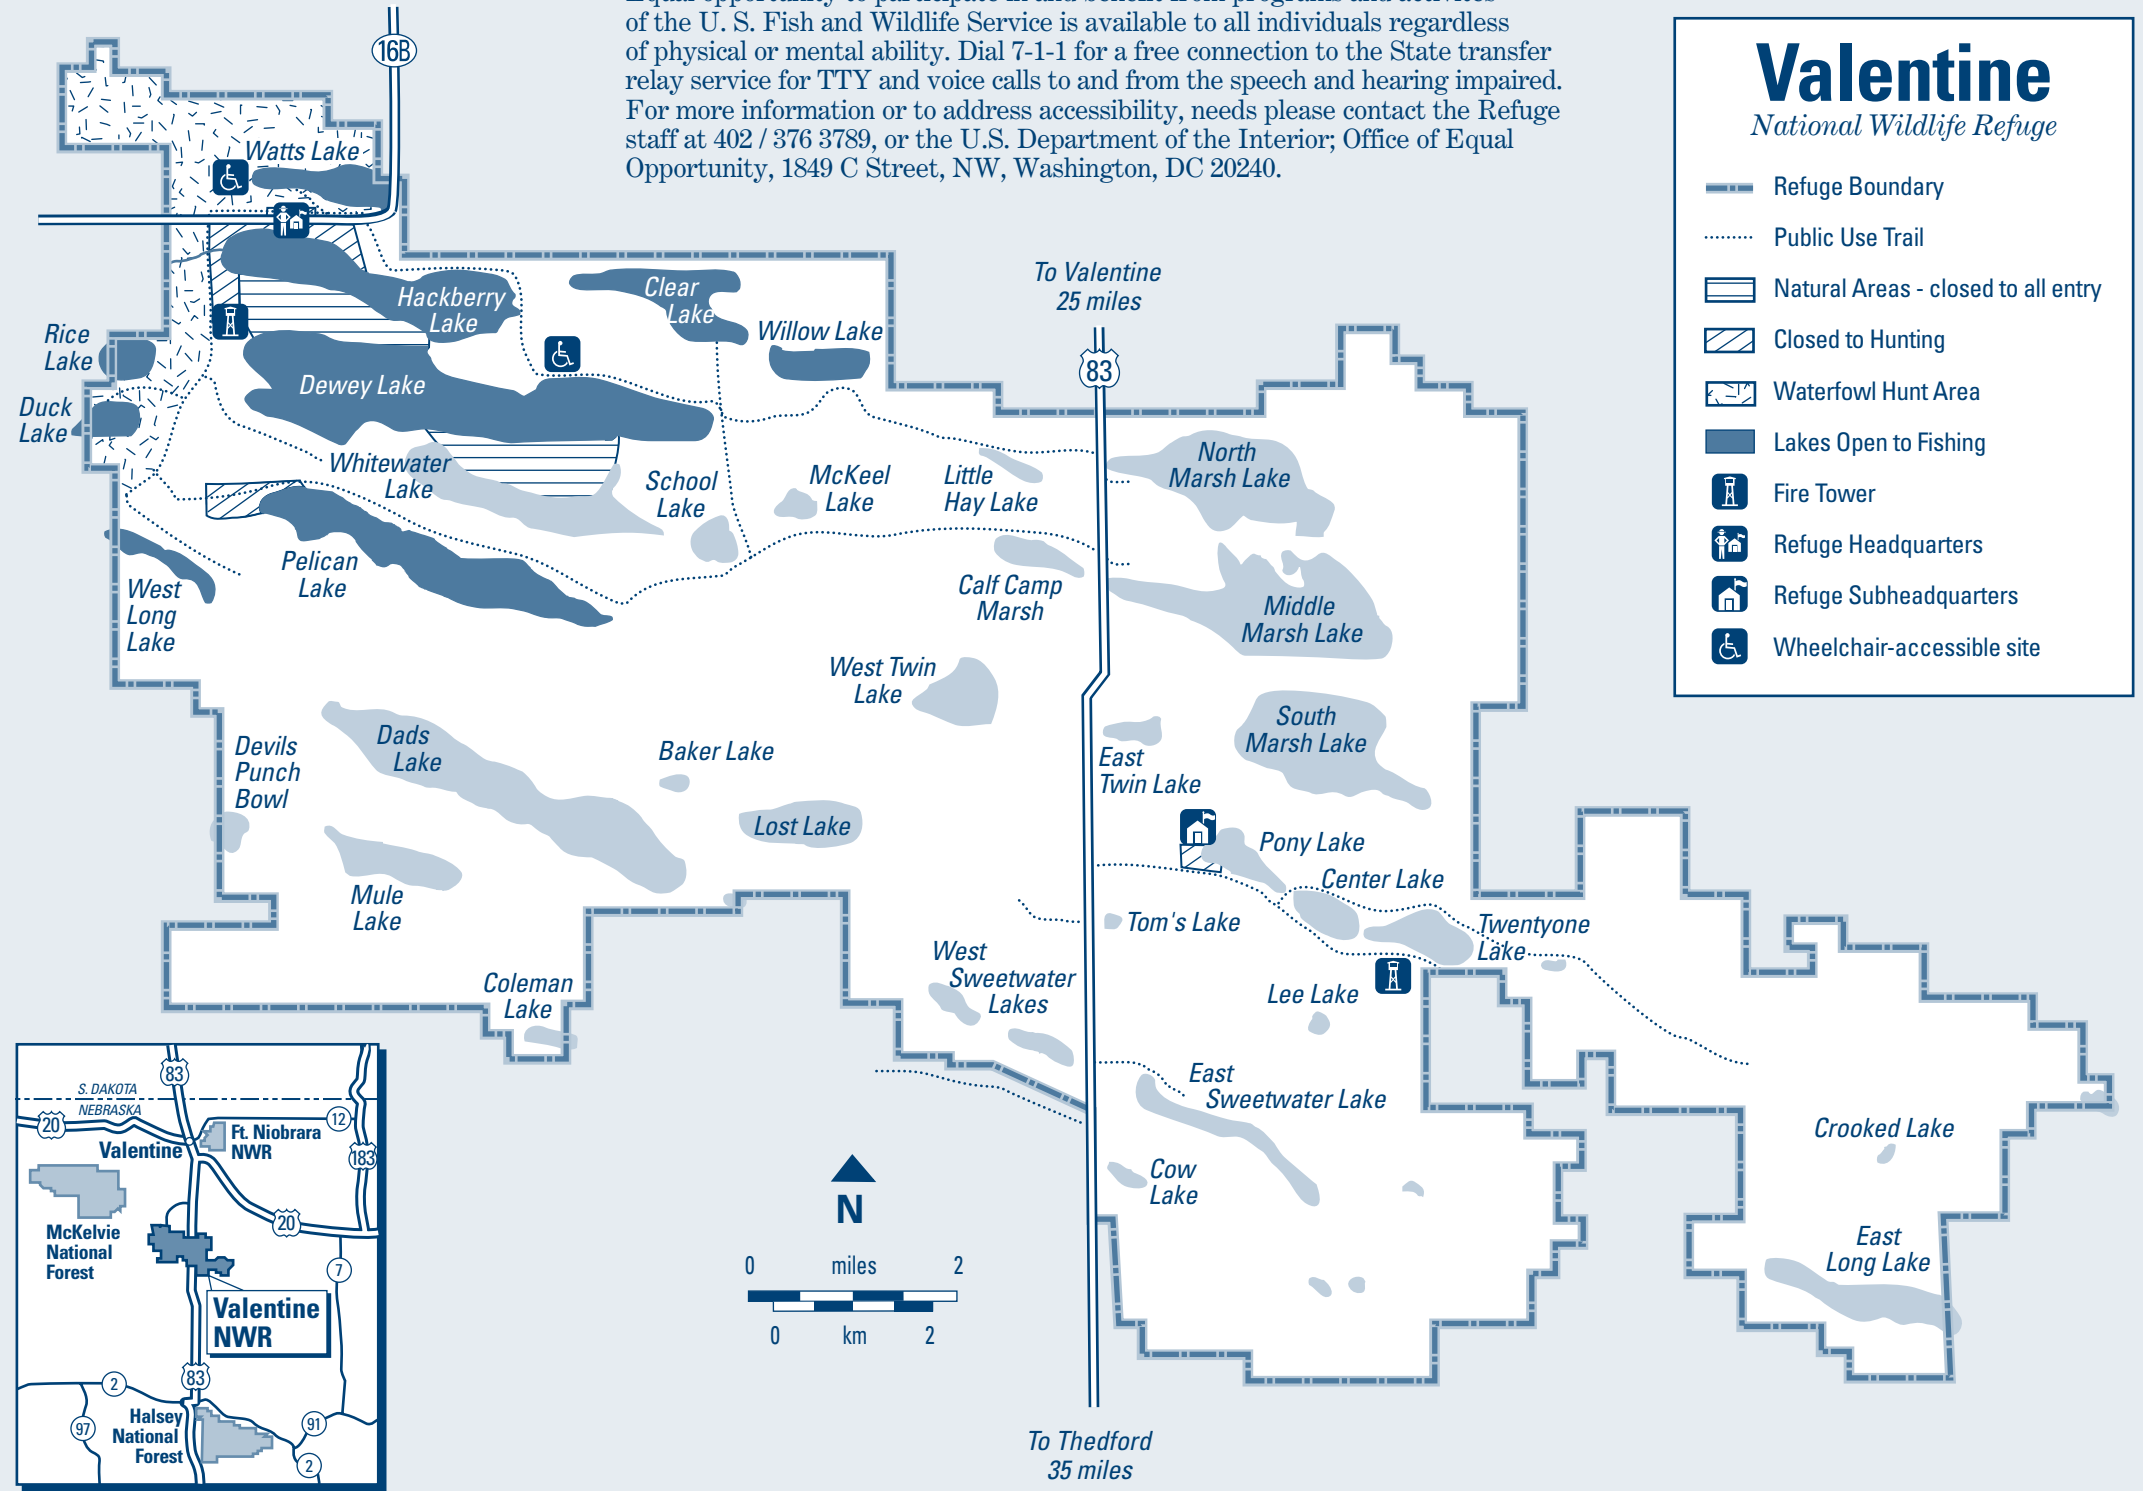 Equal opportunity to participate in and benefit from programs and activites
of the U. S. Fish and Wildlife Service is available to all individuals regardless
of physical or mental ability. Dial 7-1-1 for a free connection to the State transfer
relay service for TTY and voice calls to and from the speech and hearing impaired.
For more information or to address accessibility, needs please contact the Refuge
staff at 402 / 376 3789, or the U.S. Department of the Interior; Office of Equal
Opportunity, 1849 C Street, NW, Washington, DC 20240.
Valentine
National Wildlife Refuge
Refuge Boundary
Public Use Trail
Natural Areas - closed to all entry
Closed to Hunting
Waterfowl Hunt Area
Lakes Open to Fishing
Fire Tower
Refuge Headquarters
Refuge Subheadquarters
Wheelchair-accessible site
16B
Watts Lake
Hackberry
Lake
Clear
Lake
Willow Lake
To Valentine
25 miles
83
Rice
Lake
Duck
Lake
Dewey Lake
Whitewater
Lake
School
Lake
McKeel
Lake
Little
Hay Lake
North
Marsh Lake
Pelican
Lake
West
Long
Lake
Calf Camp
Marsh
Middle
Marsh Lake
West Twin
Lake
South
Marsh Lake
East
Twin Lake
Devils
Punch
Bowl
Dads
Lake
Baker Lake
Lost Lake
Mule
Lake
Pony Lake
Center Lake
Tom's Lake
Twentyone
Lake
West
Sweetwater
Lakes
Coleman
Lake
Lee Lake
East
Sweetwater Lake
Cow
Lake
Crooked Lake
East
Long Lake
N
0 miles 2
0 km 2
To Thedford
35 miles
83
S. DAKOTA
NEBRASKA
20
12
Ft. Niobrara
NWR
Valentine
183
McKelvie
National
Forest
20
7
Valentine
NWR
83
2
Halsey
National
Forest
97
91
2